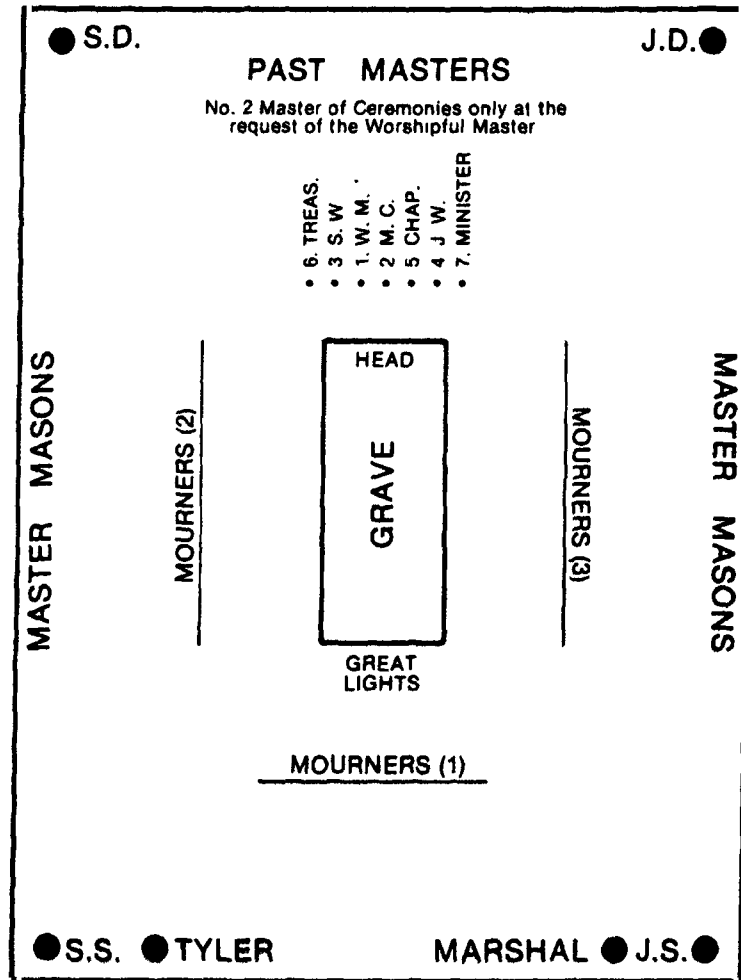 S.D.
J.D.
PAST MASTERS
No. 2 Master of Ceremonies only at the
request of the Worshipful Master
6. TREAS.
3 S. W
1. W. M.
2 M. C.
5 CHAP.
4 J W.
7. MINISTER
MASTER MASONS
MOURNERS (2)
HEAD
GRAVE
MOURNERS (3)
MASTER MASONS
GREAT
LIGHTS
MOURNERS (1)
S.S. TYLER MARSHAL J.S.